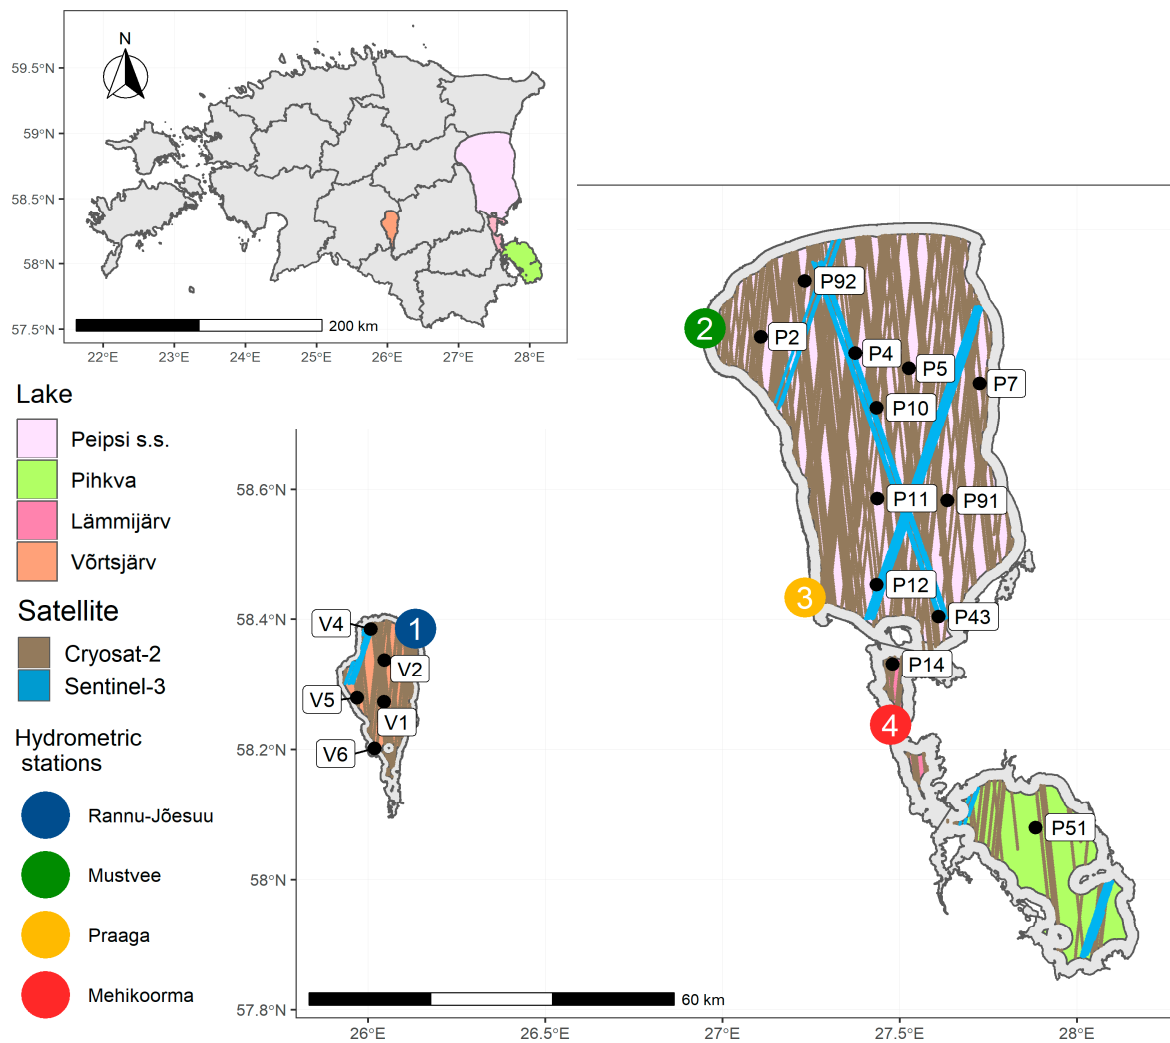 N
59.5°N
59°N
58.5°N
58°N
57.5°N
200 km
22°E 23°E 24°E 25°E 26°E 27°E 28°E
Lake
Peipsi s.s.
Pihkva
Lämmijärv
Võrtsjärv
Satellite
Cryosat-2
Sentinel-3
Hydrometric
stations
Rannu-Jõesuu
Mustvee
Praaga
Mehikoorma
58.6°N
58.4°N
58.2°N
58°N
57.8°N
P92
2
P2
P4
P5
P7
P10
P11
P91
P12
3
P43
V4
1
V2
P14
V5
V1
4
V6
P51
60 km
26°E 26.5°E 27°E 27.5°E 28°E